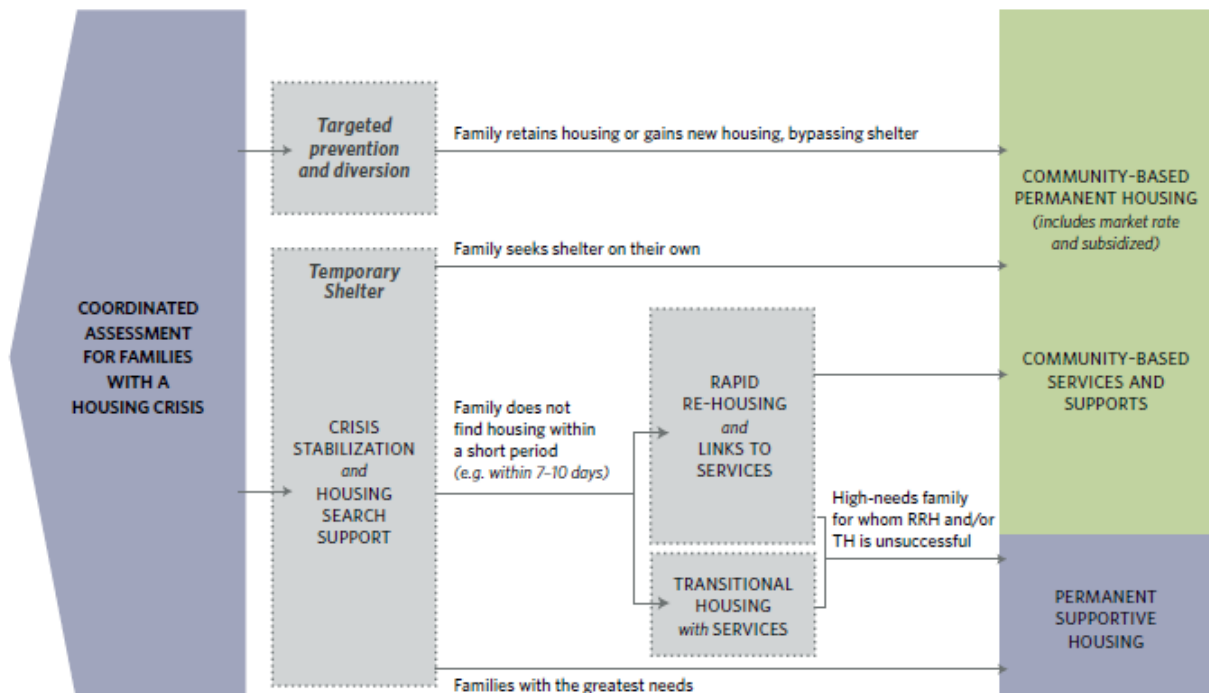 COORDINATED
ASSESSMENT
FOR FAMILIES
WITH A
HOUSING CRISIS
Targeted
prevention
and diversion
Family retains housing or gains new housing, bypassing shelter
Temporary
Shelter
CRISIS
STABILIZATION
and
HOUSING
SEARCH
SUPPORT
Family seeks shelter on their own
Family does not
find housing within
a short period
(e.g. within 7–10 days)
RAPID
RE-HOUSING
and
LINKS TO
SERVICES
TRANSITIONAL
HOUSING
with SERVICES
High-needs family
for whom RRH and/or
TH is unsuccessful
Families with the greatest needs
COMMUNITY-BASED
PERMANENT HOUSING
(includes market rate
and subsidized)
COMMUNITY-BASED
SERVICES AND
SUPPORTS
PERMANENT
SUPPORTIVE
HOUSING